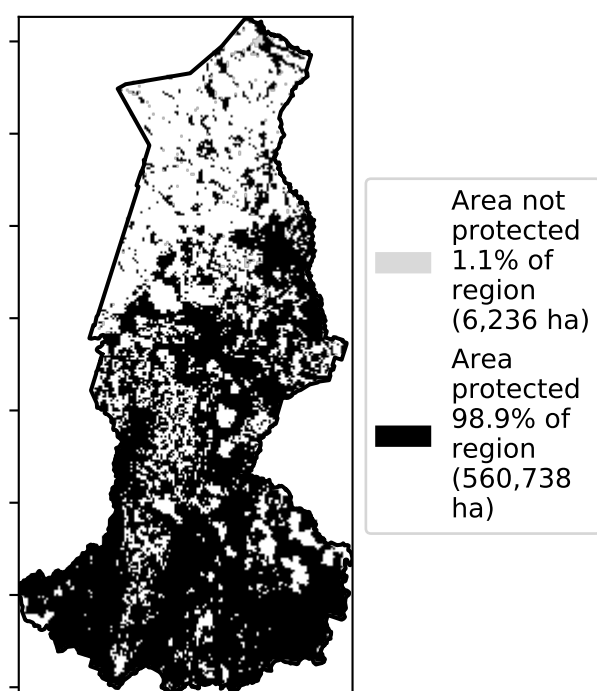 Area not
protected
1.1% of
region
(6,236 ha)
Area
protected
98.9% of
region
(560,738
ha)